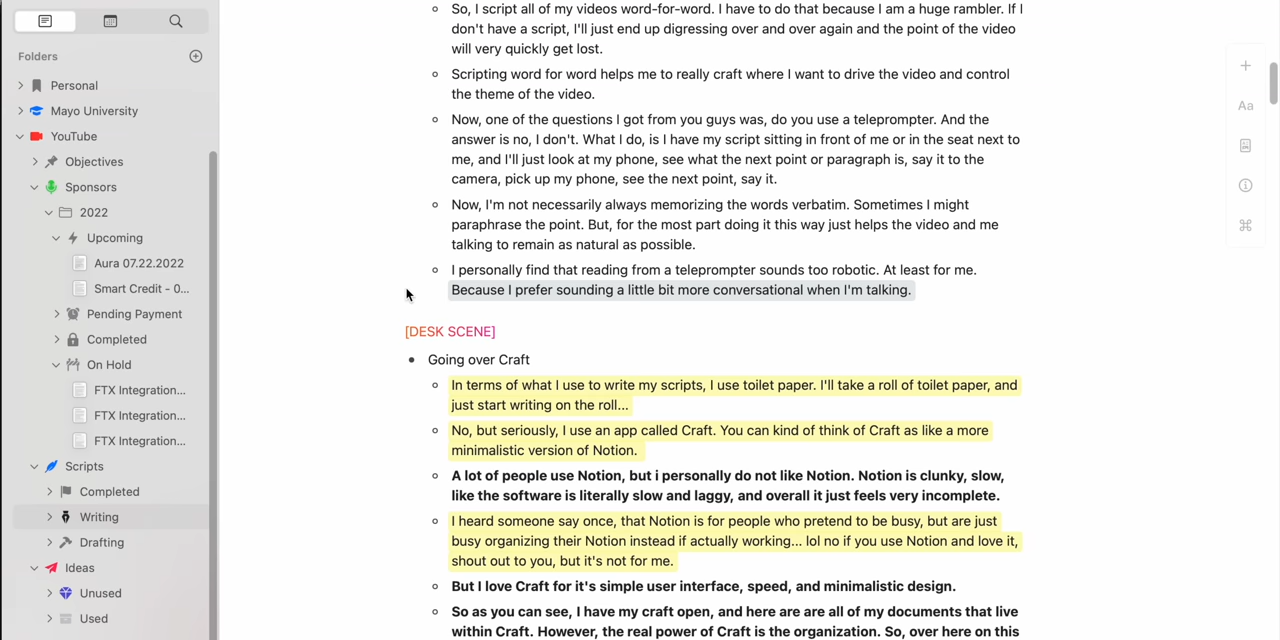 Folders
Personal
Mayo University
YouTube
Objectives
Sponsors
2022
Upcoming
Aura 07.22.2022
Smart Credit - 0...
Pending Payment
Completed
On Hold
FTX Integration...
FTX Integration...
FTX Integration...
Scripts
Completed
Writing
Drafting
Ideas
Unused
Used
So, I script all of my videos word-for-word. I have to do that because I am a huge rambler. If I
don't have a script, I'll just end up digressing over and over again and the point of the video
will very quickly get lost.
Scripting word for word helps me to really craft where I want to drive the video and control
the theme of the video.
Now, one of the questions I got from you guys was, do you use a teleprompter. And the
answer is no, I don't. What I do, is I have my script sitting in front of me or in the seat next to
me, and I'll just look at my phone, see what the next point or paragraph is, say it to the
camera, pick up my phone, see the next point, say it.
Now, I'm not necessarily always memorizing the words verbatim. Sometimes I might
paraphrase the point. But, for the most part doing it this way just helps the video and me
talking to remain as natural as possible.
I personally find that reading from a teleprompter sounds too robotic. At least for me.
Because I prefer sounding a little bit more conversational when I'm talking.
[DESK SCENE]
Going over Craft
In terms of what I use to write my scripts, I use toilet paper. I'll take a roll of toilet paper, and
just start writing on the roll...
No, but seriously, I use an app called Craft. You can kind of think of Craft as like a more
minimalistic version of Notion.
A lot of people use Notion, but i personally do not like Notion. Notion is clunky, slow,
like the software is literally slow and laggy, and overall it just feels very incomplete.
I heard someone say once, that Notion is for people who pretend to be busy, but are just
busy organizing their Notion instead if actually working... lol no if you use Notion and love it,
shout out to you, but it's not for me.
But I love Craft for it's simple user interface, speed, and minimalistic design.
So as you can see, I have my craft open, and here are are all of my documents that live
within Craft. However, the real power of Craft is the organization. So, over here on this
Aa